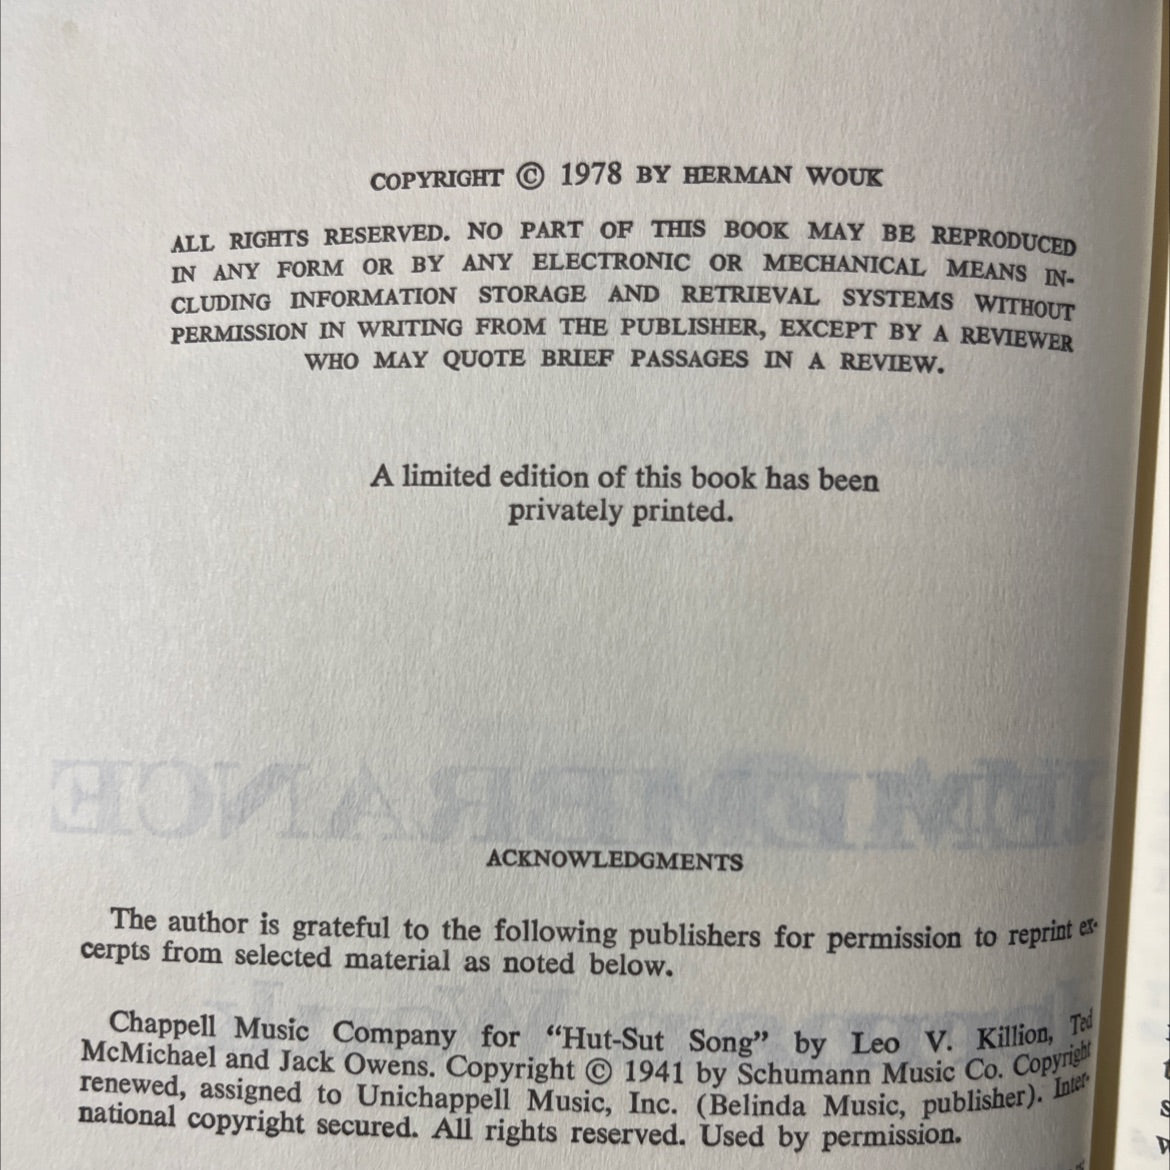 COPYRIGHT © 1978 BY HERMAN WOUK
ALL RIGHTS RESERVED. NO PART OF THIS BOOK MAY BE REPRODUCED
IN ANY FORM OR BY ANY ELECTRONIC OR MECHANICAL MEANS IN-
CLUDING INFORMATION STORAGE AND RETRIEVAL SYSTEMS WITHOUT
PERMISSION IN WRITING FROM THE PUBLISHER, EXCEPT BY A REVIEWER
WHO MAY QUOTE BRIEF PASSAGES IN A REVIEW.
A limited edition of this book has been
privately printed.
ACKNOWLEDGMENTS
The author is grateful to the following publishers for permission to reprint ex-
cerpts from selected material as noted below.
Chappell Music Company for “Hut-Sut Song” by Leo V. Killion, Ted
McMichael and Jack Owens. Copyright © 1941 by Schumann Music Co. Copyright
renewed, assigned to Unichappell Music, Inc. (Belinda Music, publisher). Inter-
national copyright secured. All rights reserved. Used by permission.